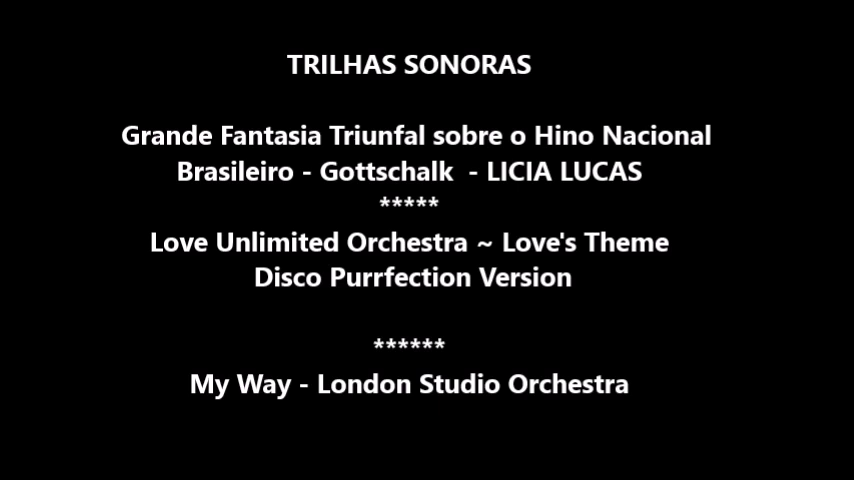 TRILHAS SONORAS
Grande Fantasia Triunfal sobre o Hino Nacional
Brasileiro - Gottschalk - LICIA LUCAS
*****
Love Unlimited Orchestra ~ Love's Theme
Disco Purrfection Version
******
My Way - London Studio Orchestra